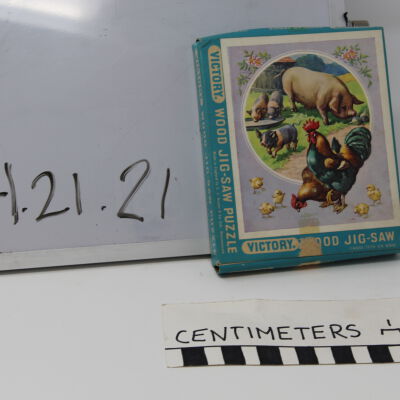 4.21.21
VICTORY WOOD JIG-SAW PUZZLE
VICTORY WOOD JIG-SAW
CENTIMETERS